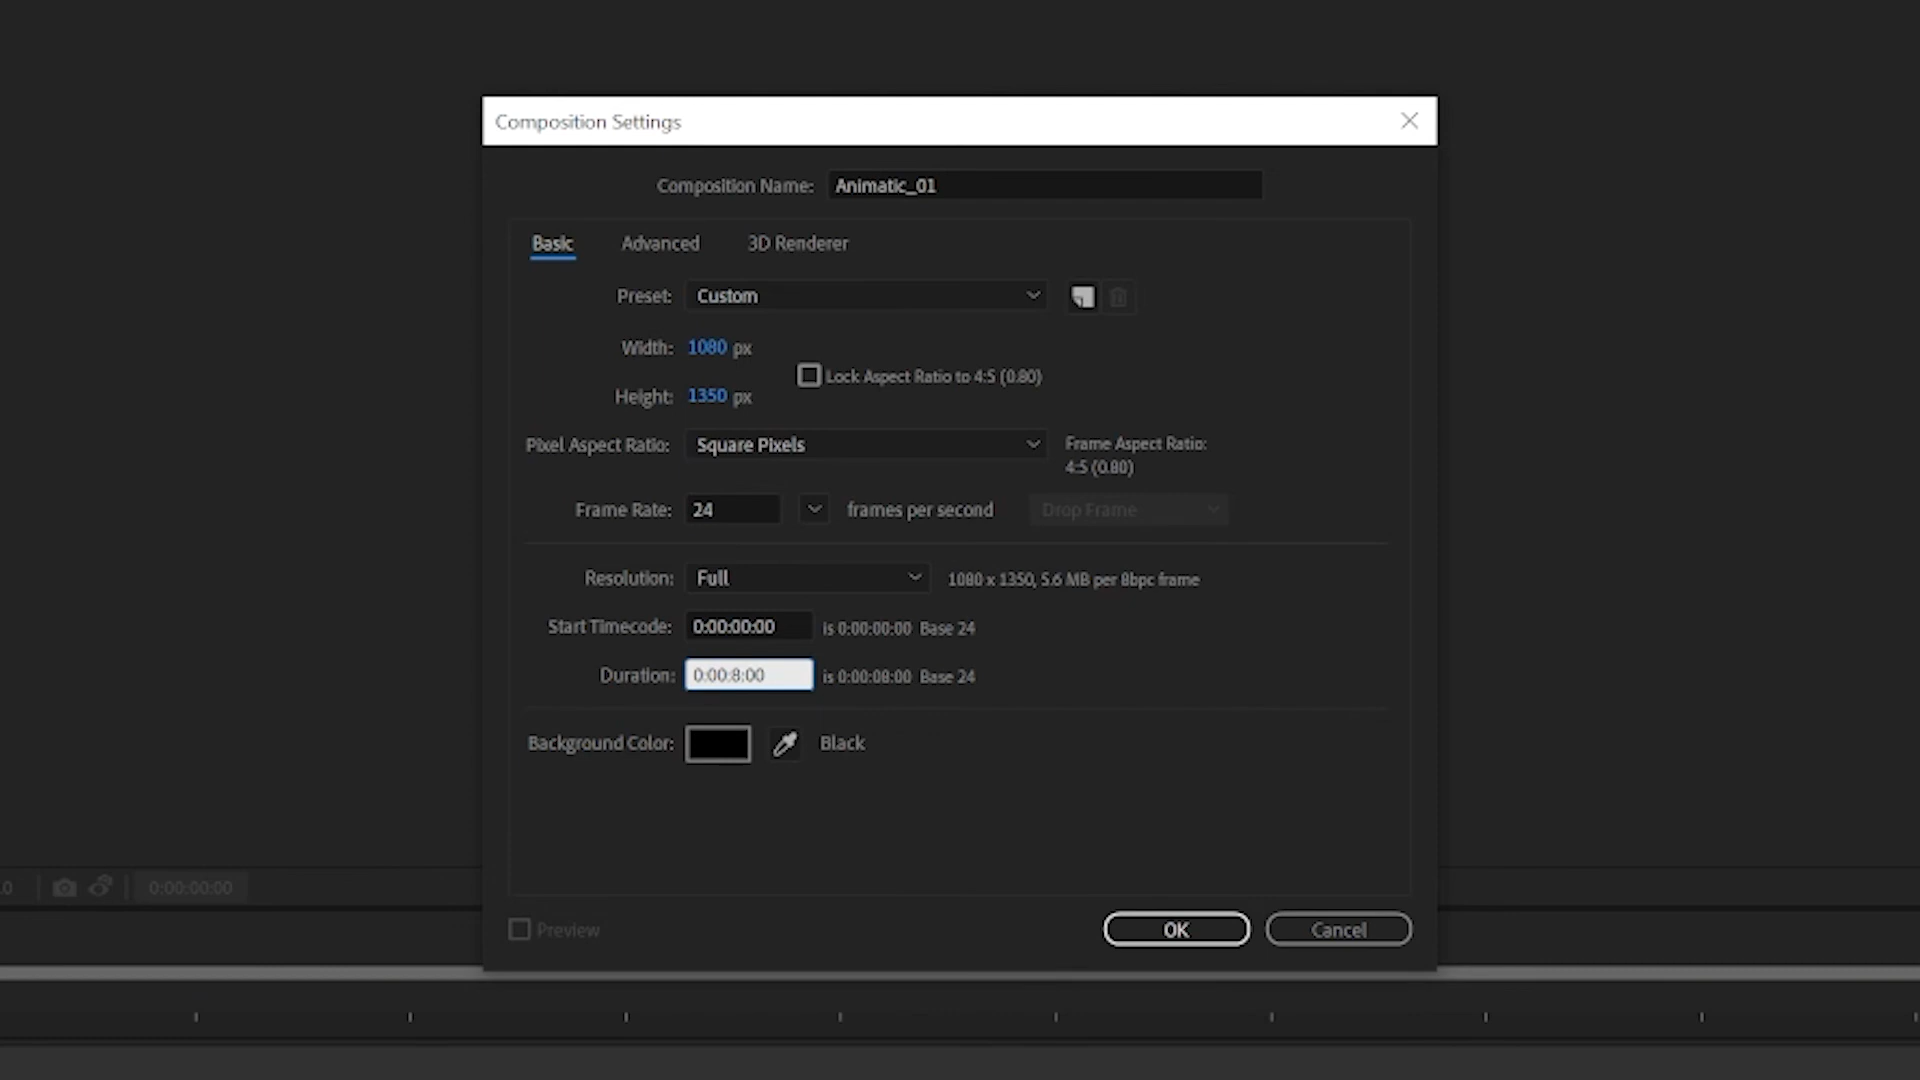 Composition Settings
Composition Name: Animatic_01
Basic Advanced 3D Renderer
Preset: Custom
Width: 1080 px
Lock Aspect Ratio to 4:5 (0.80)
Height: 1350 px
Pixel Aspect Ratio: Square Pixels
Frame Aspect Ratio:
4:5 (0.80)
Frame Rate: 24 frames per second Drop Frame
Resolution: Full 1080 x 1350, 5.6 MB per 8bpc frame
Start Timecode: 0:00:00:00 is 0:00:00:00 Base 24
Duration: 0:00:8:00 is 0:00:08:00 Base 24
Background Color: Black
.0 0:00:00:00
Preview OK Cancel